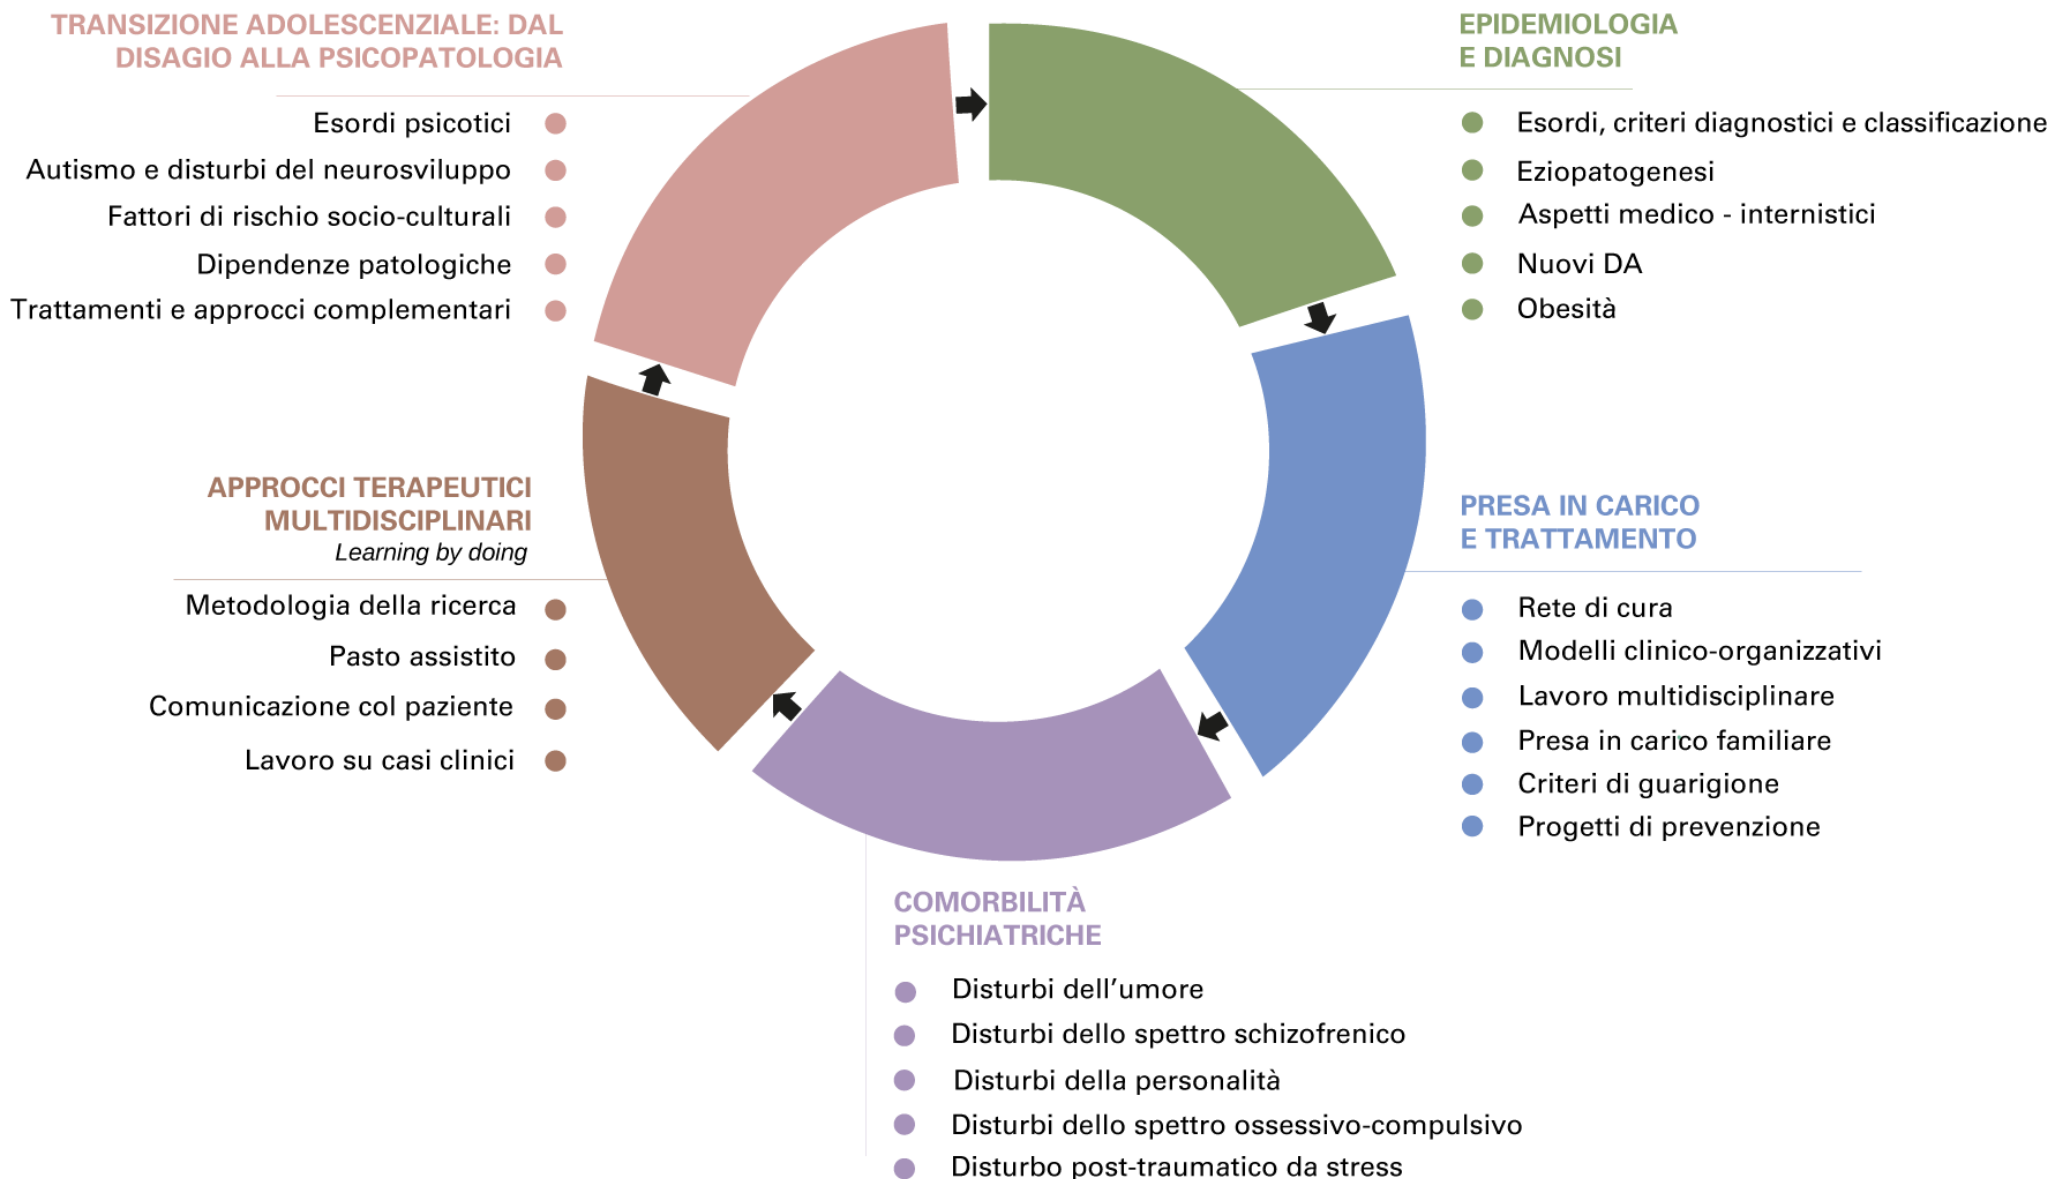 TRANSIZIONE ADOLESCENZIALE: DAL
DISAGIO ALLA PSICOPATOLOGIA
Esordi psicotici
Autismo e disturbi del neurosviluppo
Fattori di rischio socio-culturali
Dipendenze patologiche
Trattamenti e approcci complementari
EPIDEMIOLOGIA
E DIAGNOSI
Esordi, criteri diagnostici e classificazione
Eziopatogenesi
Aspetti medico - internistici
Nuovi DA
Obesità
APPROCCI TERAPEUTICI
MULTIDISCIPLINARI
Learning by doing
Metodologia della ricerca
Pasto assistito
Comunicazione col paziente
Lavoro su casi clinici
PRESA IN CARICO
E TRATTAMENTO
Rete di cura
Modelli clinico-organizzativi
Lavoro multidisciplinare
Presa in carico familiare
Criteri di guarigione
Progetti di prevenzione
COMORBILITÀ
PSICHIATRICHE
Disturbi dell’umore
Disturbi dello spettro schizofrenico
Disturbi della personalità
Disturbi dello spettro ossessivo-compulsivo
Disturbo post-traumatico da stress